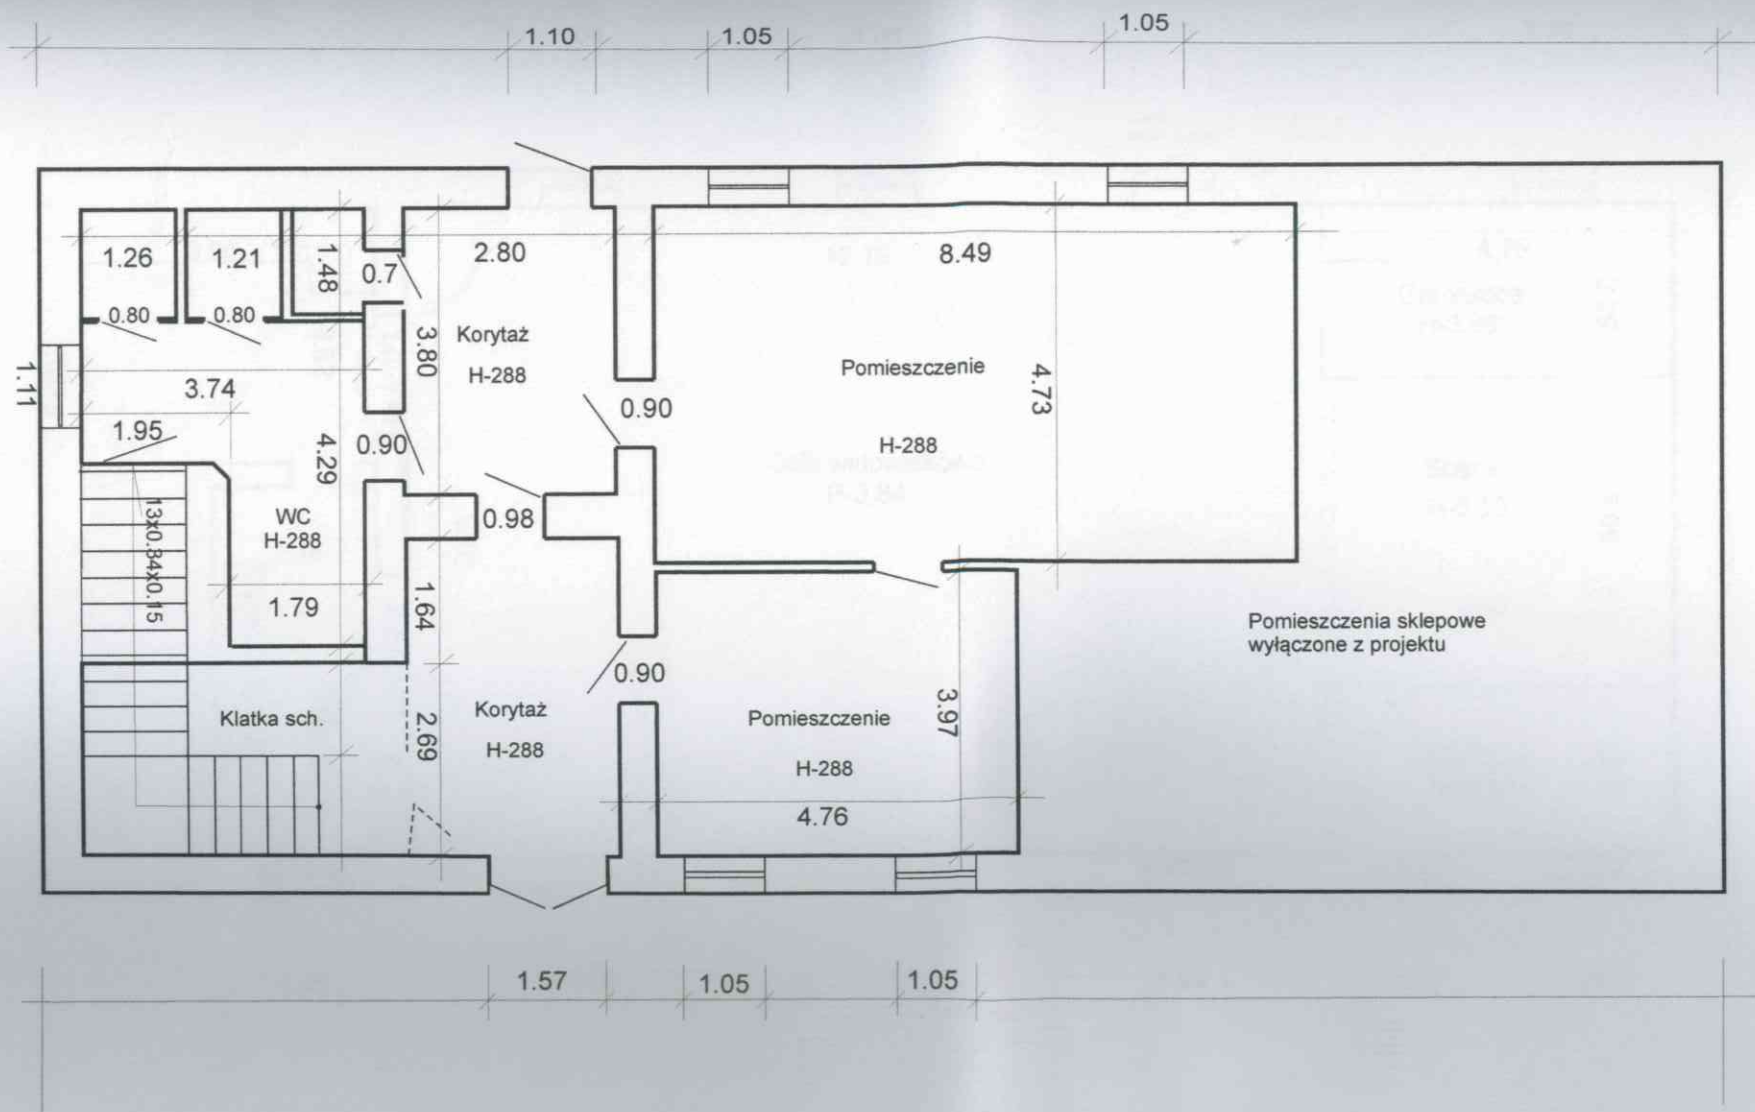 1.10
1.05
1.05
1.26
1.21
1.48
0.7
2.80
8.49
0.80
0.80
3.80
Korytaż
H-288
Pomieszczenie
H-288
4.73
1.11
3.74
1.95
4.29
0.90
0.90
0.98
13x0.34x0.15
WC
H-288
1.79
1.64
Pomieszczenia sklepowe
wyłączone z projektu
0.90
Klatka sch.
2.69
Korytaż
H-288
Pomieszczenie
H-288
3.97
4.76
1.57
1.05
1.05